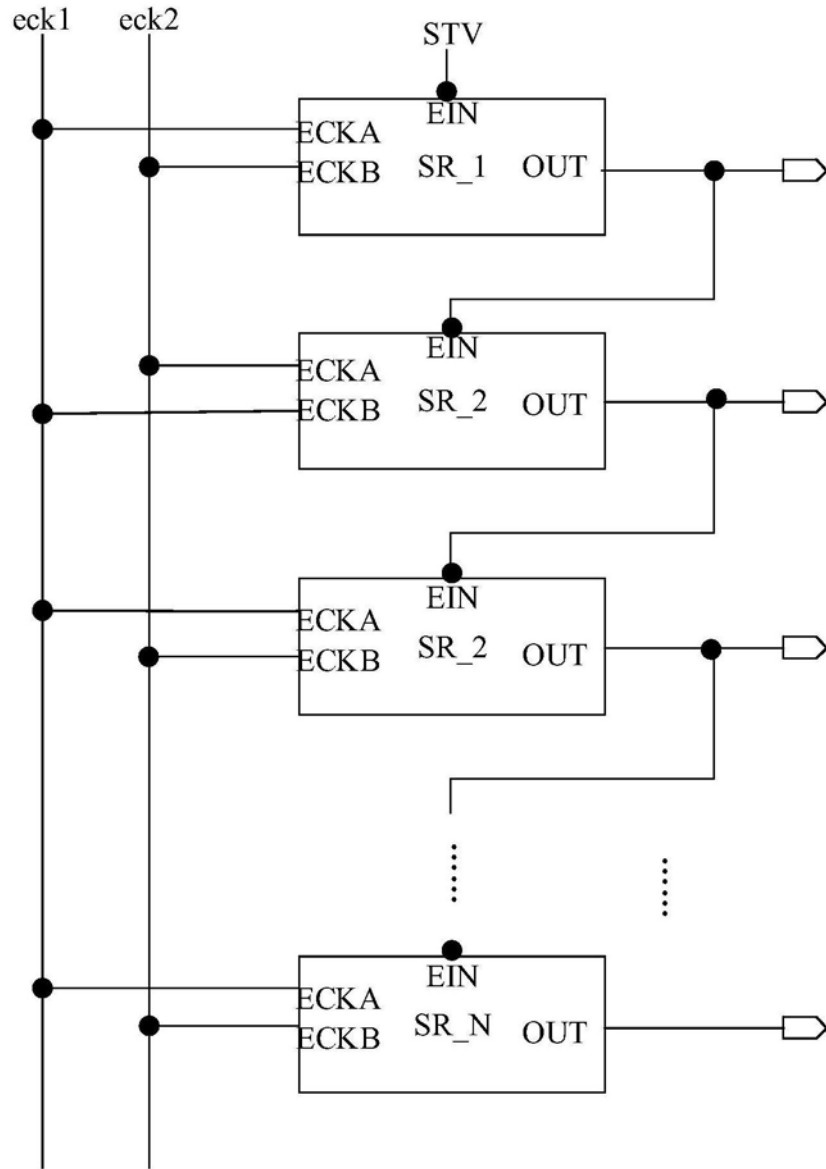 eck1 eck2 STV
EIN
ECKA
ECKB SR_1 OUT
EIN
ECKA
ECKB SR_2 OUT
EIN
ECKA
ECKB SR_2 OUT
EIN
ECKA
ECKB SR_N OUT